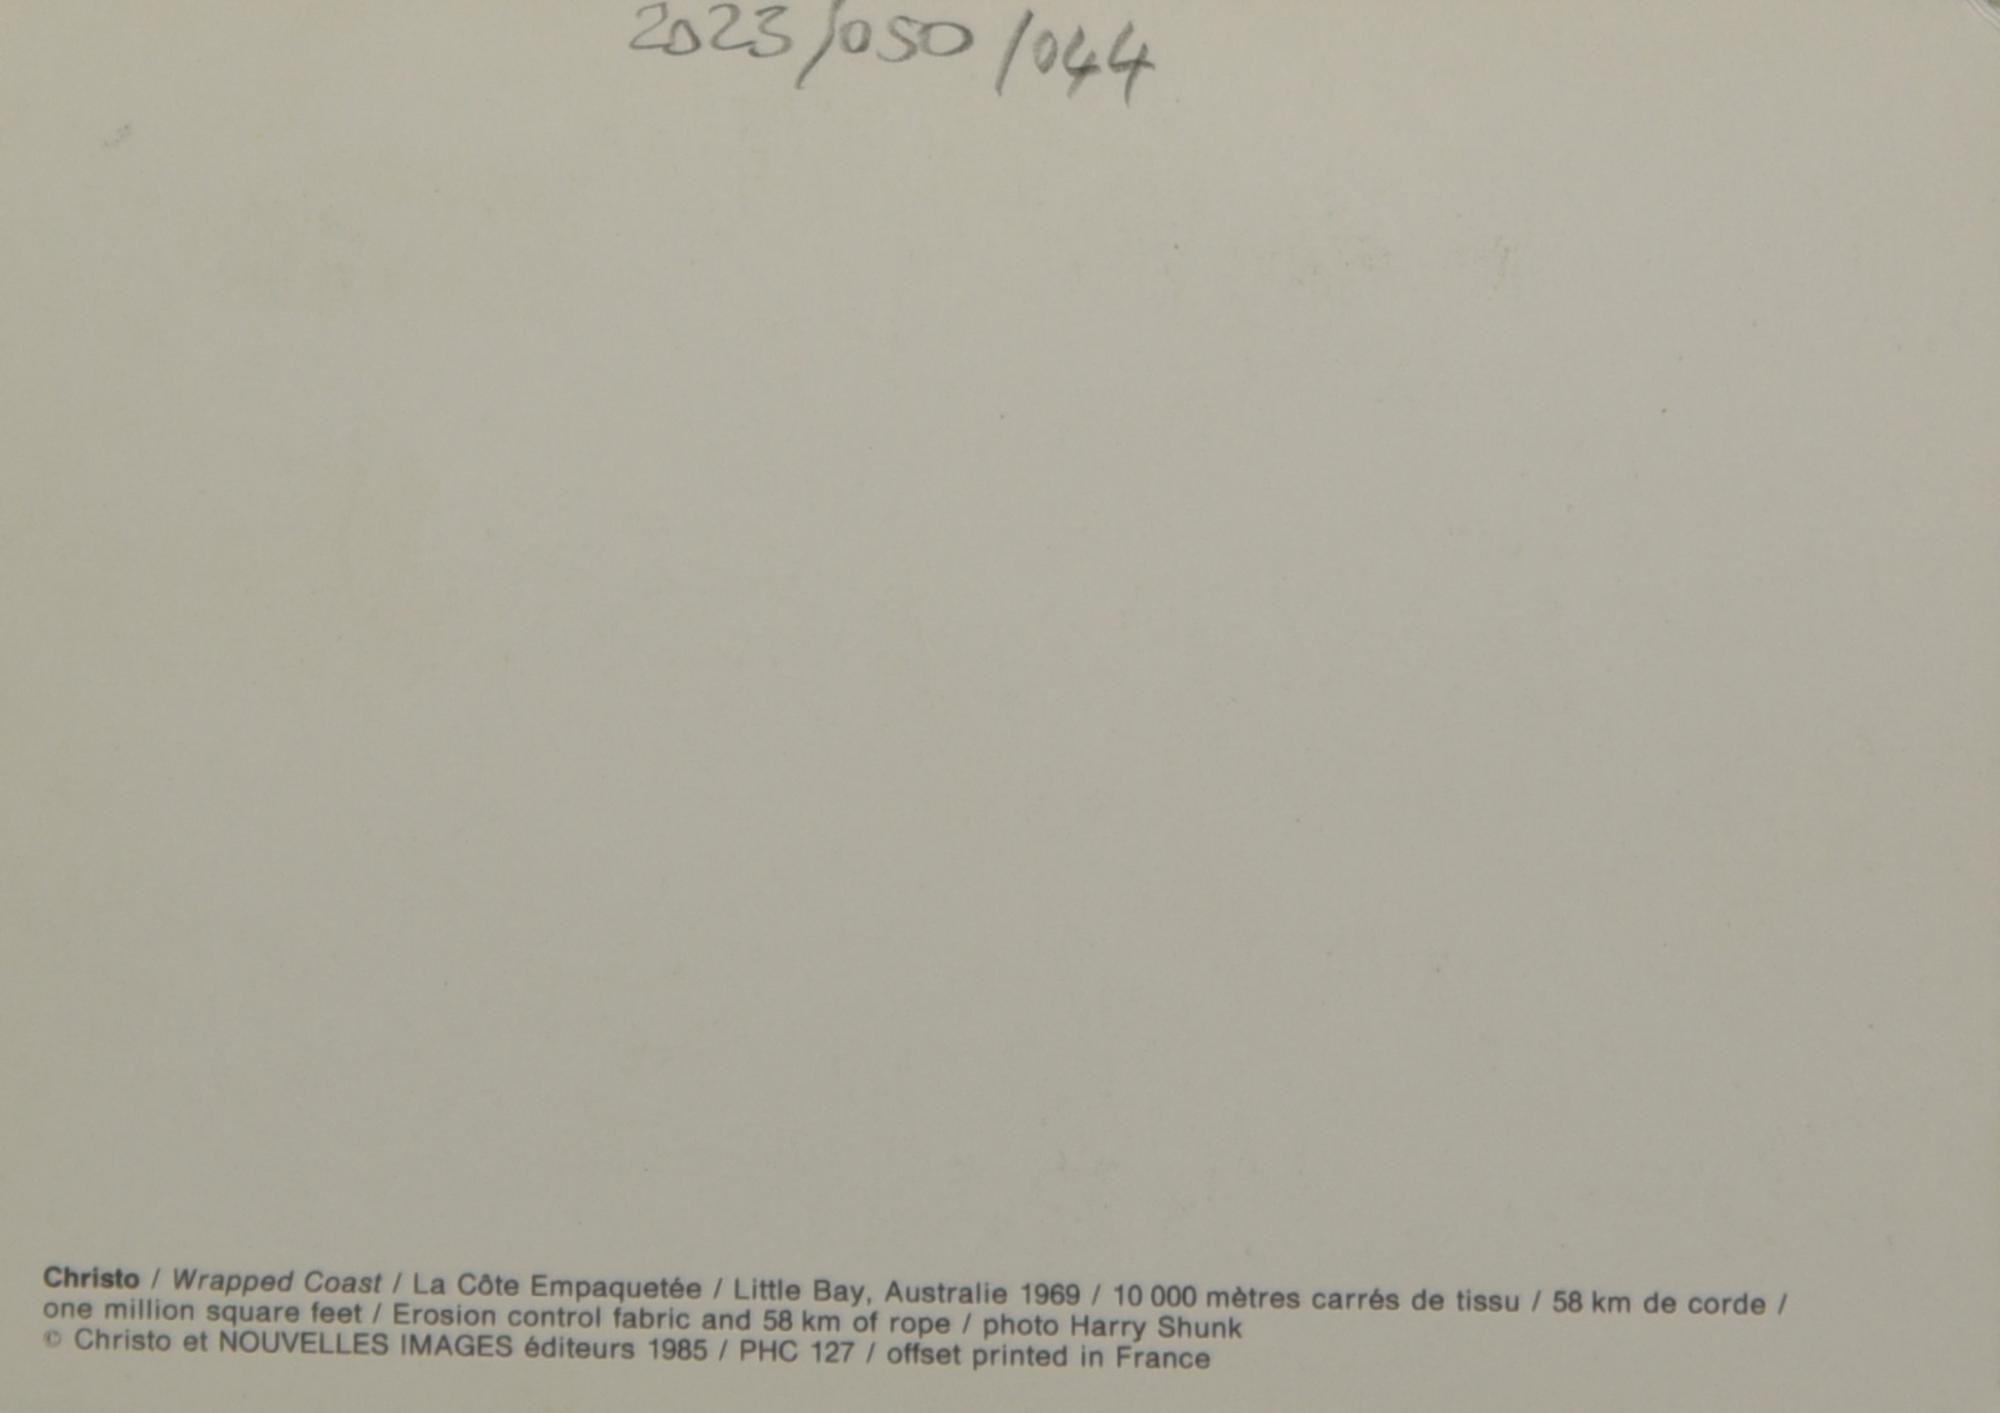 2023/050/044
Christo / Wrapped Coast / La Côte Empaquetée / Little Bay, Australie 1969 / 10 000 mètres carrés de tissu / 58 km de corde /
one million square feet / Erosion control fabric and 58 km of rope / photo Harry Shunk
© Christo et NOUVELLES IMAGES éditeurs 1985 / PHC 127 / offset printed in France